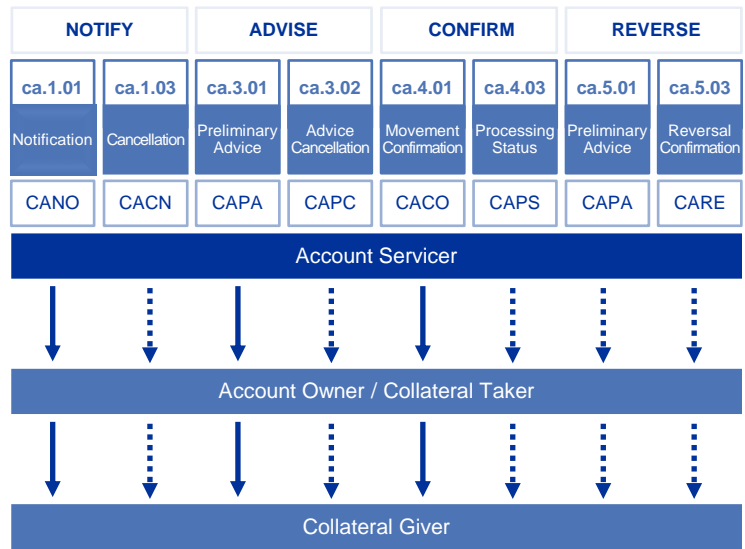 NOTIFY ADVISE CONFIRM REVERSE
ca.1.01 ca.1.03 ca.3.01 ca.3.02 ca.4.01 ca.4.03 ca.5.01 ca.5.03
Notification Cancellation Preliminary Advice Advice Cancellation Movement Confirmation Processing Status Preliminary Advice Reversal Confirmation
CANO CACN CAPA CAPC CACO CAPS CAPA CARE
Account Servicer
Account Owner / Collateral Taker
Collateral Giver